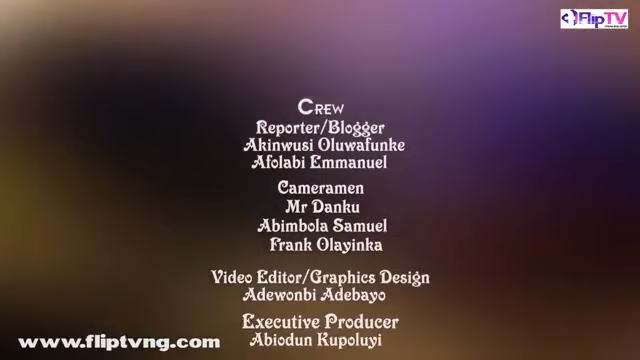 FlipTV
Crew
Reporter/Blogger
Akinwusi Oluwafunke
Afolabi Emmanuel
Cameramen
Mr Danku
Abimbola Samuel
Frank Olayinka
Video Editor/Graphics Design
Adewonbi Adebayo
Executive Producer
Abiodun Kupoluyi
www.fliptvng.com